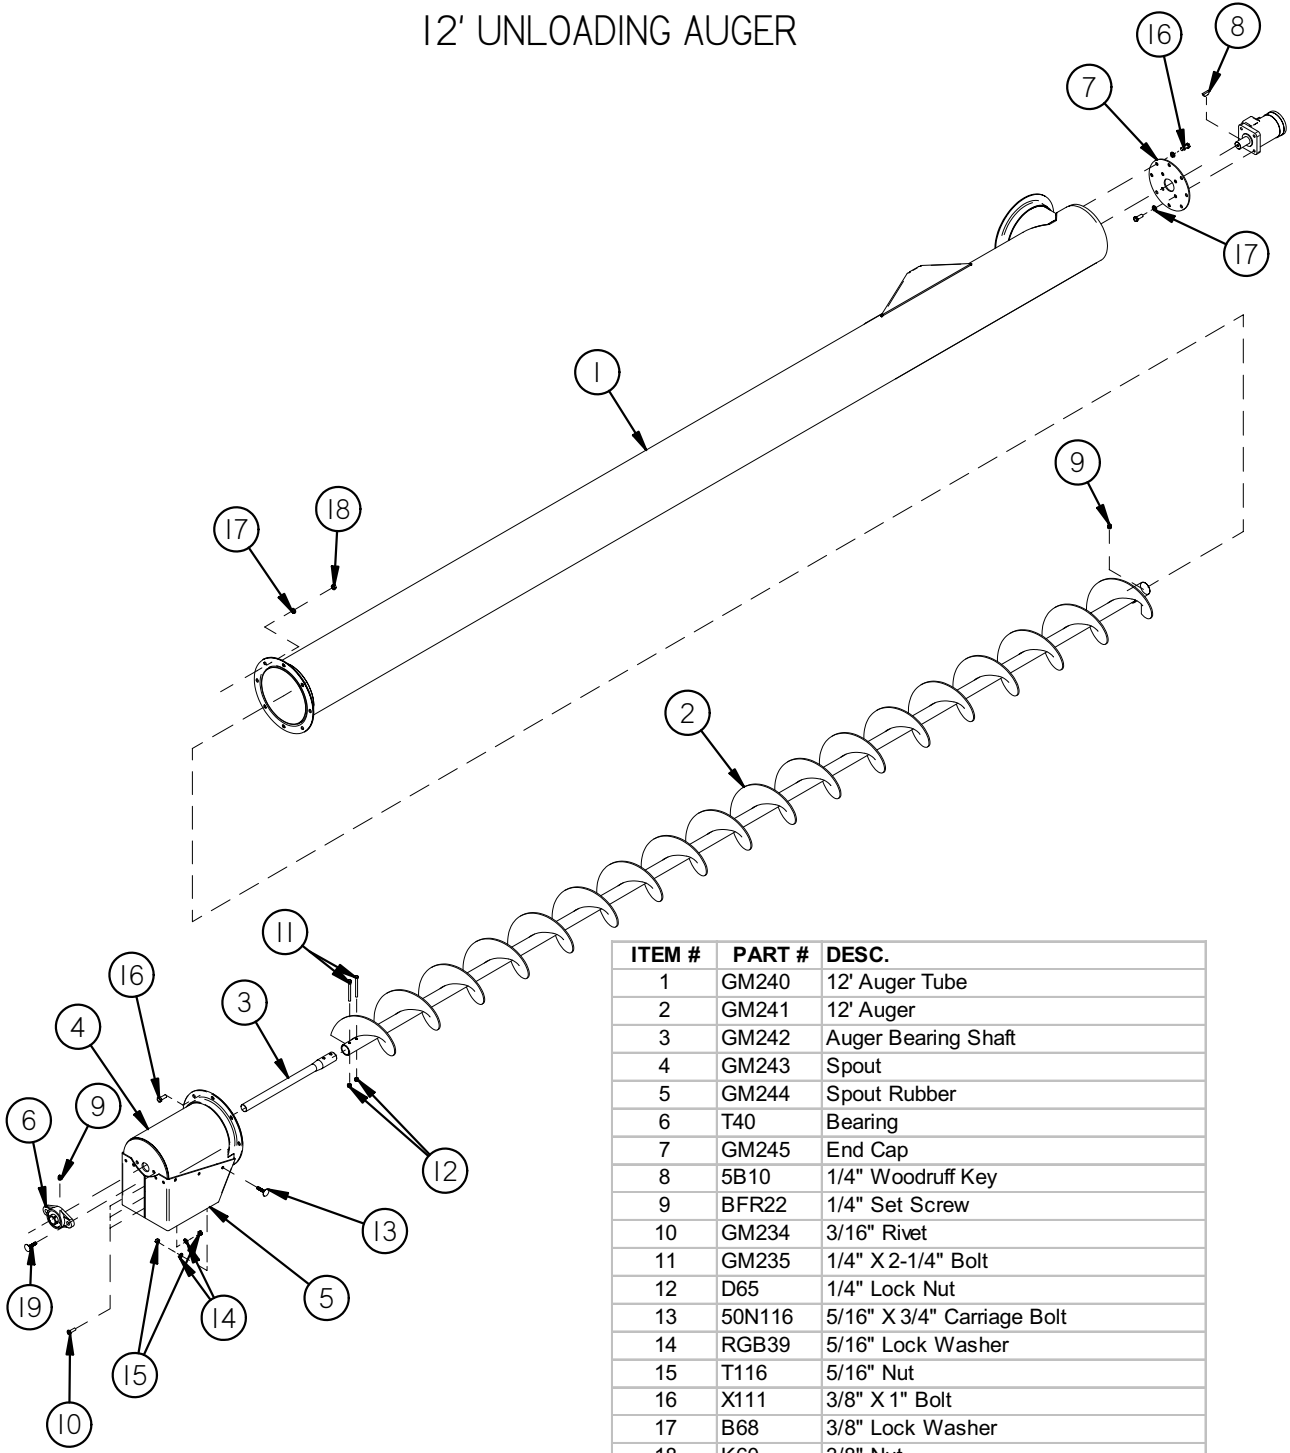 12' UNLOADING AUGER
16
8
7
17
1
9
18
17
2
11
16
3
4
9
6
12
13
5
19
14
15
10
ITEM # PART # DESC.
1 GM240 12' Auger Tube
2 GM241 12' Auger
3 GM242 Auger Bearing Shaft
4 GM243 Spout
5 GM244 Spout Rubber
6 T40 Bearing
7 GM245 End Cap
8 5B10 1/4" Woodruff Key
9 BFR22 1/4" Set Screw
10 GM234 3/16" Rivet
11 GM235 1/4" X 2-1/4" Bolt
12 D65 1/4" Lock Nut
13 50N116 5/16" X 3/4" Carriage Bolt
14 RGB39 5/16" Lock Washer
15 T116 5/16" Nut
16 X111 3/8" X 1" Bolt
17 B68 3/8" Lock Washer
18 K60 3/8" Nut